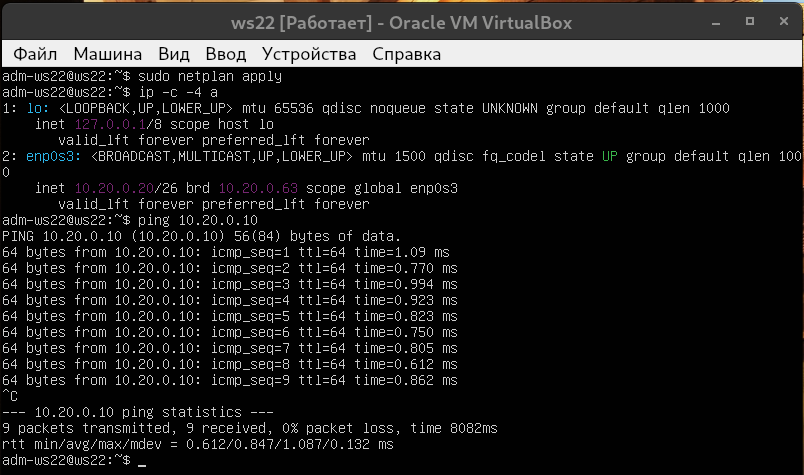 ws22 [Работает] - Oracle VM VirtualBox
Файл Машина Вид Ввод Устройства Справка
adm-ws22@ws22:~$ sudo netplan apply
adm-ws22@ws22:~$ ip -c -4 a
1: lo: <LOOPBACK,UP,LOWER_UP> mtu 65536 qdisc noqueue state UNKNOWN group default qlen 1000
    inet 127.0.0.1/8 scope host lo
       valid_lft forever preferred_lft forever
2: enp0s3: <BROADCAST,MULTICAST,UP,LOWER_UP> mtu 1500 qdisc fq_codel state UP group default qlen 100
0
    inet 10.20.0.20/26 brd 10.20.0.63 scope global enp0s3
       valid_lft forever preferred_lft forever
adm-ws22@ws22:~$ ping 10.20.0.10
PING 10.20.0.10 (10.20.0.10) 56(84) bytes of data.
64 bytes from 10.20.0.10: icmp_seq=1 ttl=64 time=1.09 ms
64 bytes from 10.20.0.10: icmp_seq=2 ttl=64 time=0.770 ms
64 bytes from 10.20.0.10: icmp_seq=3 ttl=64 time=0.994 ms
64 bytes from 10.20.0.10: icmp_seq=4 ttl=64 time=0.923 ms
64 bytes from 10.20.0.10: icmp_seq=5 ttl=64 time=0.823 ms
64 bytes from 10.20.0.10: icmp_seq=6 ttl=64 time=0.750 ms
64 bytes from 10.20.0.10: icmp_seq=7 ttl=64 time=0.805 ms
64 bytes from 10.20.0.10: icmp_seq=8 ttl=64 time=0.612 ms
64 bytes from 10.20.0.10: icmp_seq=9 ttl=64 time=0.862 ms
^C
--- 10.20.0.10 ping statistics ---
9 packets transmitted, 9 received, 0% packet loss, time 8082ms
rtt min/avg/max/mdev = 0.612/0.847/1.087/0.132 ms
adm-ws22@ws22:~$ _